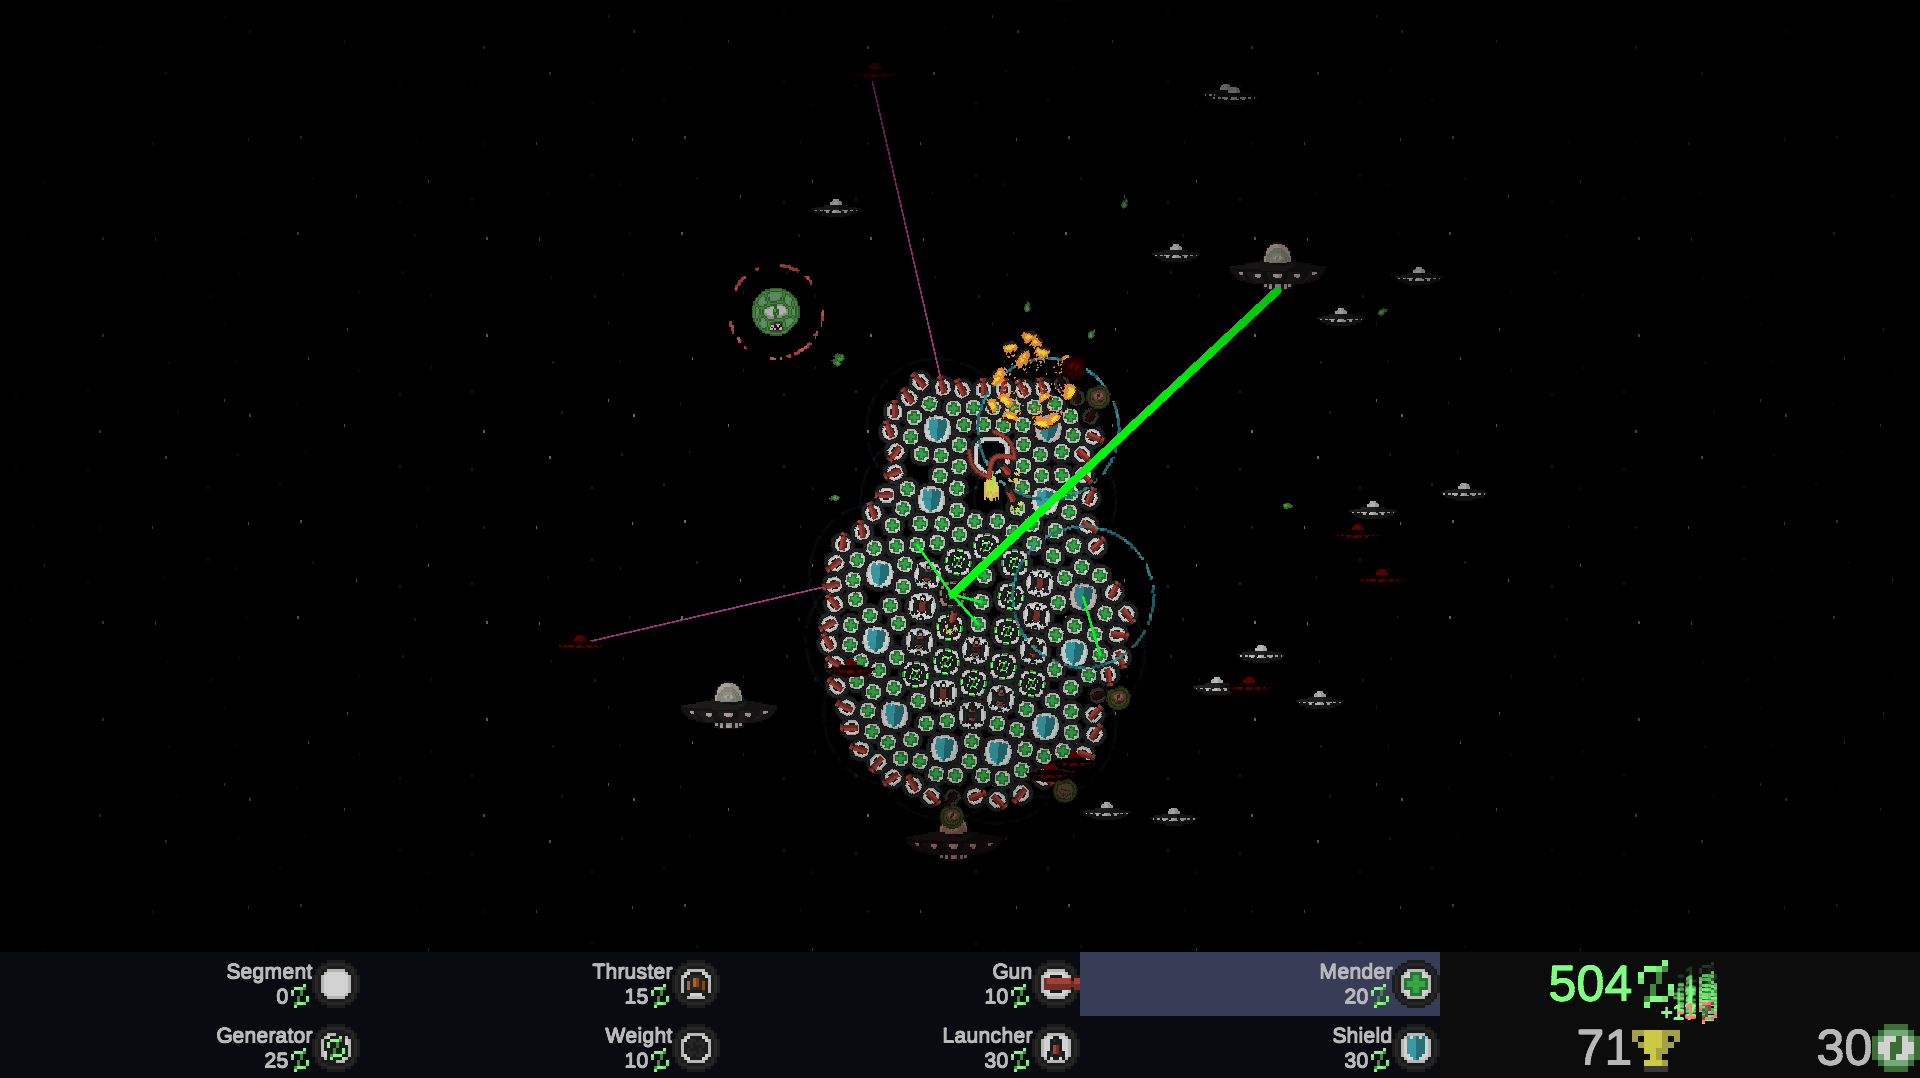 Segment
0
Thruster
15
Gun
10
Mender
20
504
Generator
25
Weight
10
Launcher
30
Shield
30
71
30